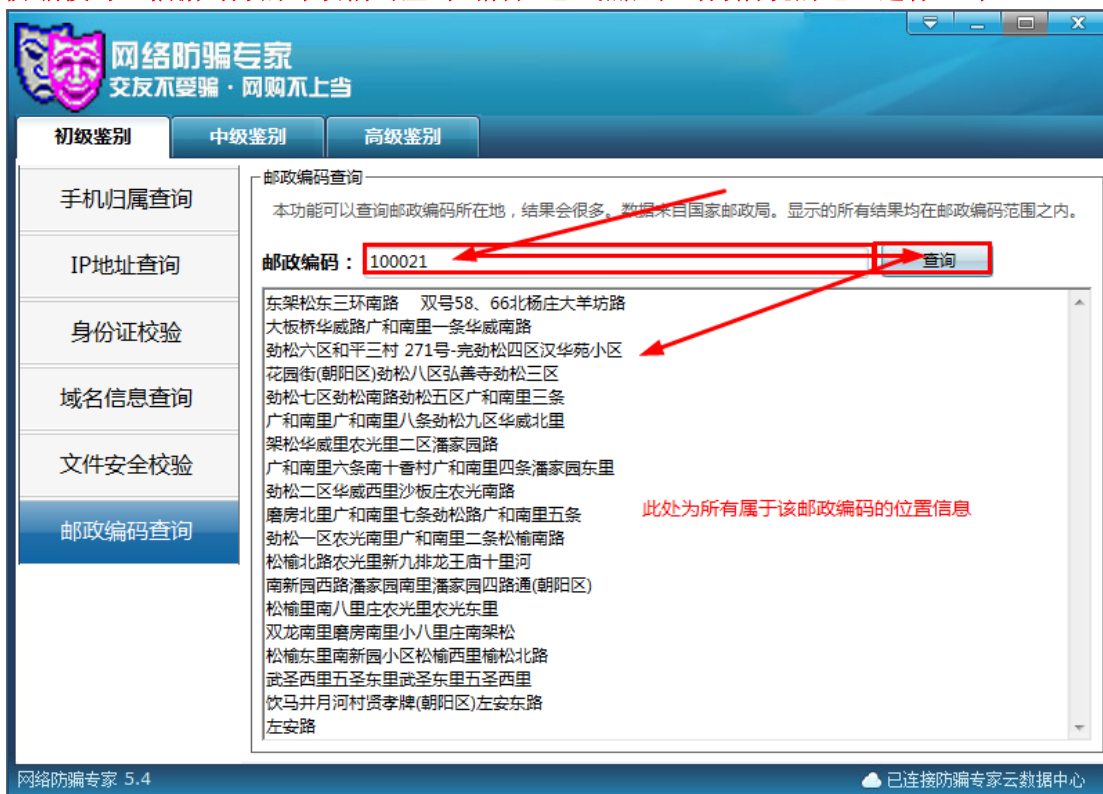 网络防骗专家
交友不受骗·网购不上当
初级鉴别
中级鉴别
高级鉴别
手机归属查询
IP地址查询
身份证校验
域名信息查询
文件安全校验
邮政编码查询
邮政编码查询
本功能可以查询邮政编码所在地，结果会很多。数据来自国家邮政局。显示的所有结果均在邮政编码范围之内。
邮政编码： 100021
查询
东架松东三环南路 双号58、66北杨庄大羊坊路
大板桥华威路广和南里一条华威南路
劲松六区和平三村 271号-完劲松四区汉华苑小区
花园街(朝阳区)劲松八区弘善寺劲松三区
劲松七区劲松南路劲松五区广和南里三条
广和南里广和南里八条劲松九区华威北里
架松华威里农光里二区潘家园路
广和南里六条南十香村广和南里四条潘家园东里
劲松二区华威西里沙板庄农光南路
磨房北里广和南里七条劲松路广和南里五条
劲松一区农光南里广和南里二条松榆南路
松榆北路农光里新九排龙王庙十里河
南新园西路潘家园南里潘家园四路通(朝阳区)
松榆里南八里庄农光里农光东里
双龙南里磨房南里小八里庄南架松
松榆东里南新园小区松榆西里榆松北路
武圣西里五圣东里武圣东里五圣西里
饮马井月河村贤孝牌(朝阳区)左安东路
左安路
此处为所有属于该邮政编码的位置信息
网络防骗专家 5.4
已连接防骗专家云数据中心